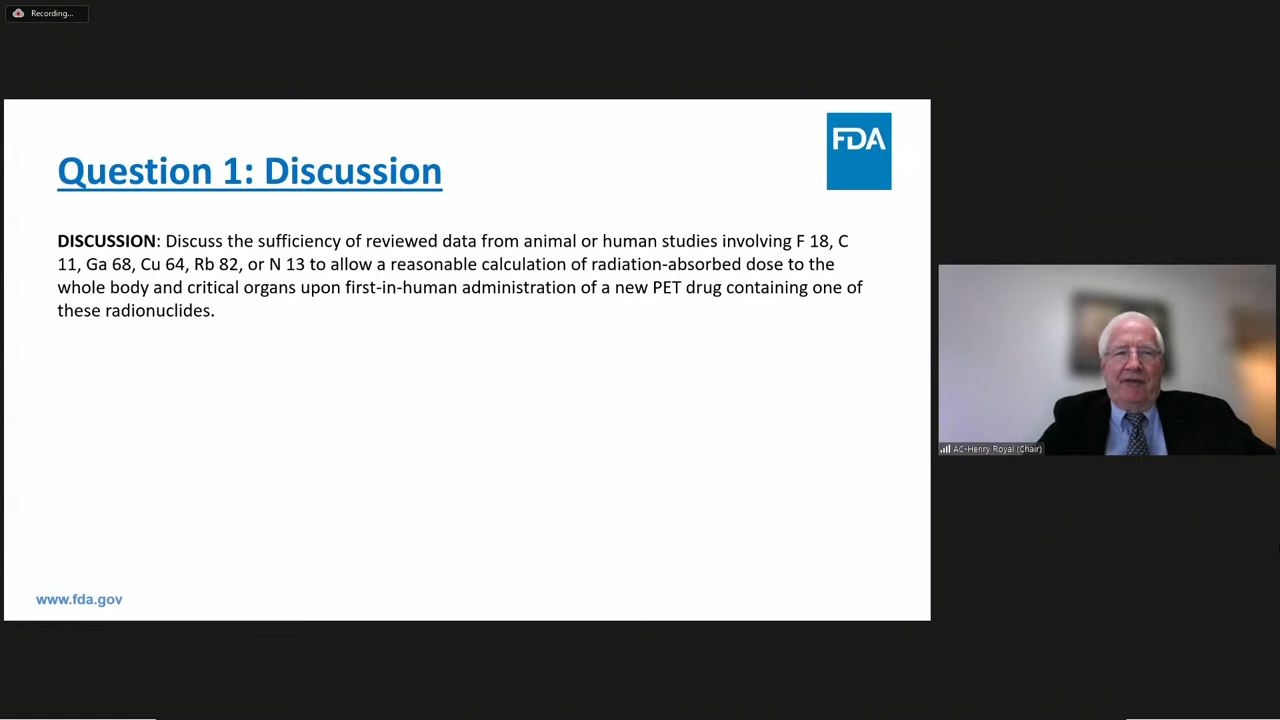 Recording...
FDA
Question 1: Discussion
DISCUSSION: Discuss the sufficiency of reviewed data from animal or human studies involving F 18, C
11, Ga 68, Cu 64, Rb 82, or N 13 to allow a reasonable calculation of radiation-absorbed dose to the
whole body and critical organs upon first-in-human administration of a new PET drug containing one of
these radionuclides.
AC-Henry Royal (Chair)
www.fda.gov